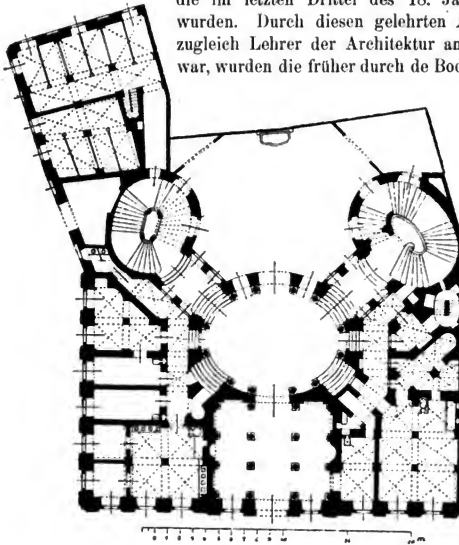 die im letzten Drittel des 18. Ja
wurden. Durch diesen gelehrten A
zugleich Lehrer der Architektur an
war, wurden die früher durch de Bod